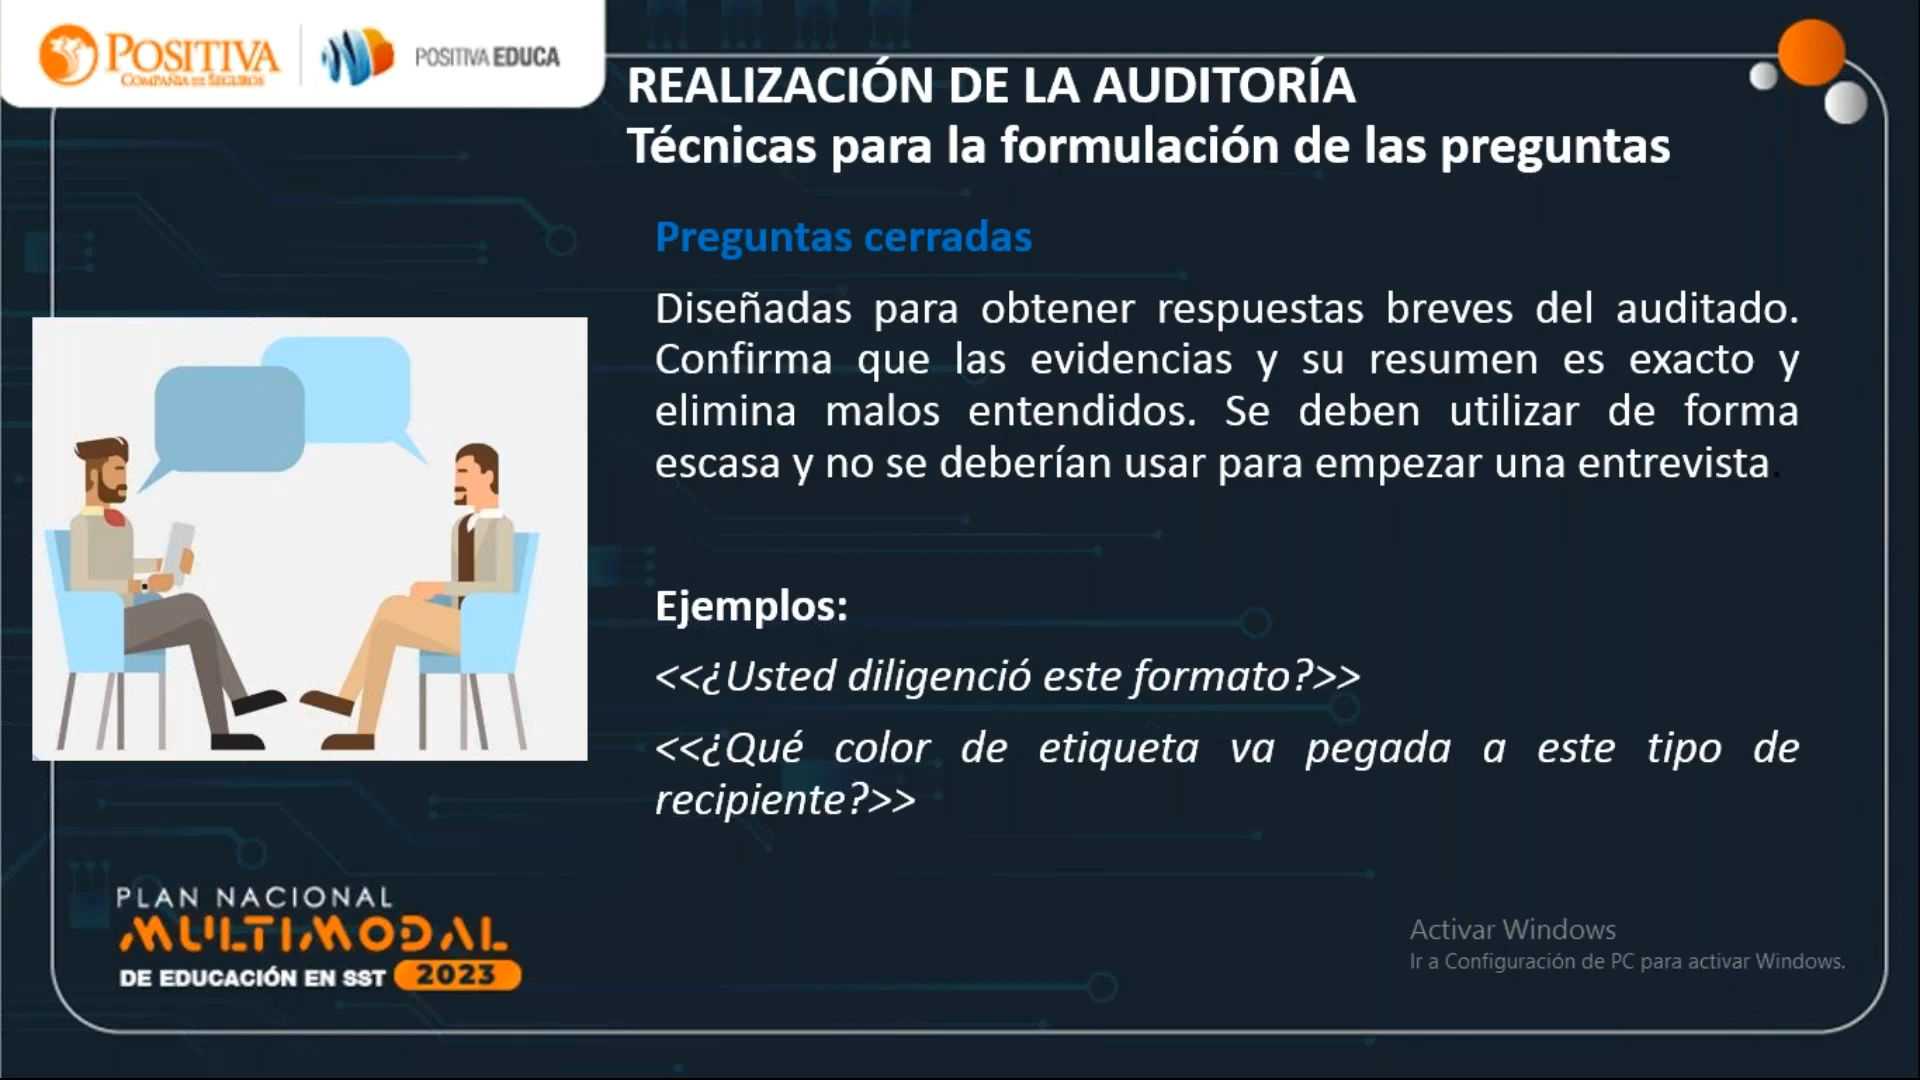 POSITIVA
COMPAÑIA DE SEGUROS
POSITIVA EDUCA
REALIZACIÓN DE LA AUDITORÍA
Técnicas para la formulación de las preguntas
Preguntas cerradas
Diseñadas para obtener respuestas breves del auditado.
Confirma que las evidencias y su resumen es exacto y
elimina malos entendidos. Se deben utilizar de forma
escasa y no se deberían usar para empezar una entrevista.
Ejemplos:
<<¿Usted diligenció este formato?>>
<<¿Qué color de etiqueta va pegada a este tipo de
recipiente?>>
PLAN NACIONAL
MULTIMODAL
DE EDUCACIÓN EN SST 2023
Activar Windows
Ir a Configuración de PC para activar Windows.